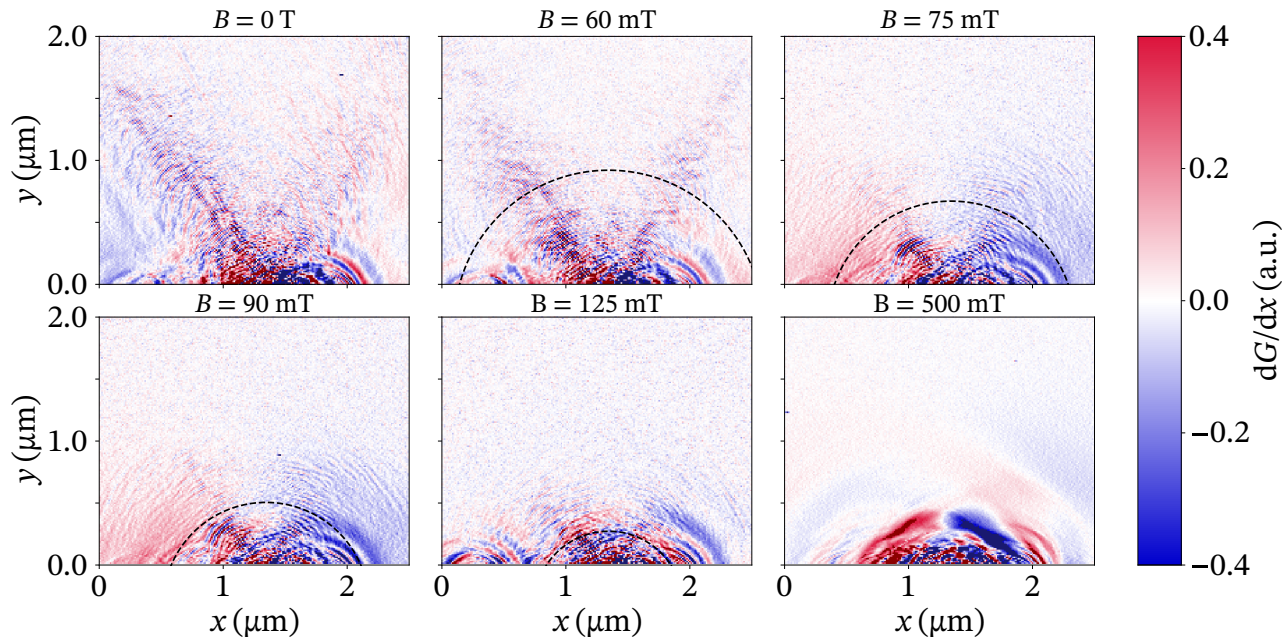 B = 0 T
B = 60 mT
B = 75 mT
2.0
1.0
0.0
y (μm)
B = 90 mT
B = 125 mT
B = 500 mT
2.0
1.0
0.0
y (μm)
0 1 2
0 1 2
0 1 2
x (μm)
x (μm)
x (μm)
0.4
0.2
0.0
−0.2
−0.4
dG/dx (a.u.)